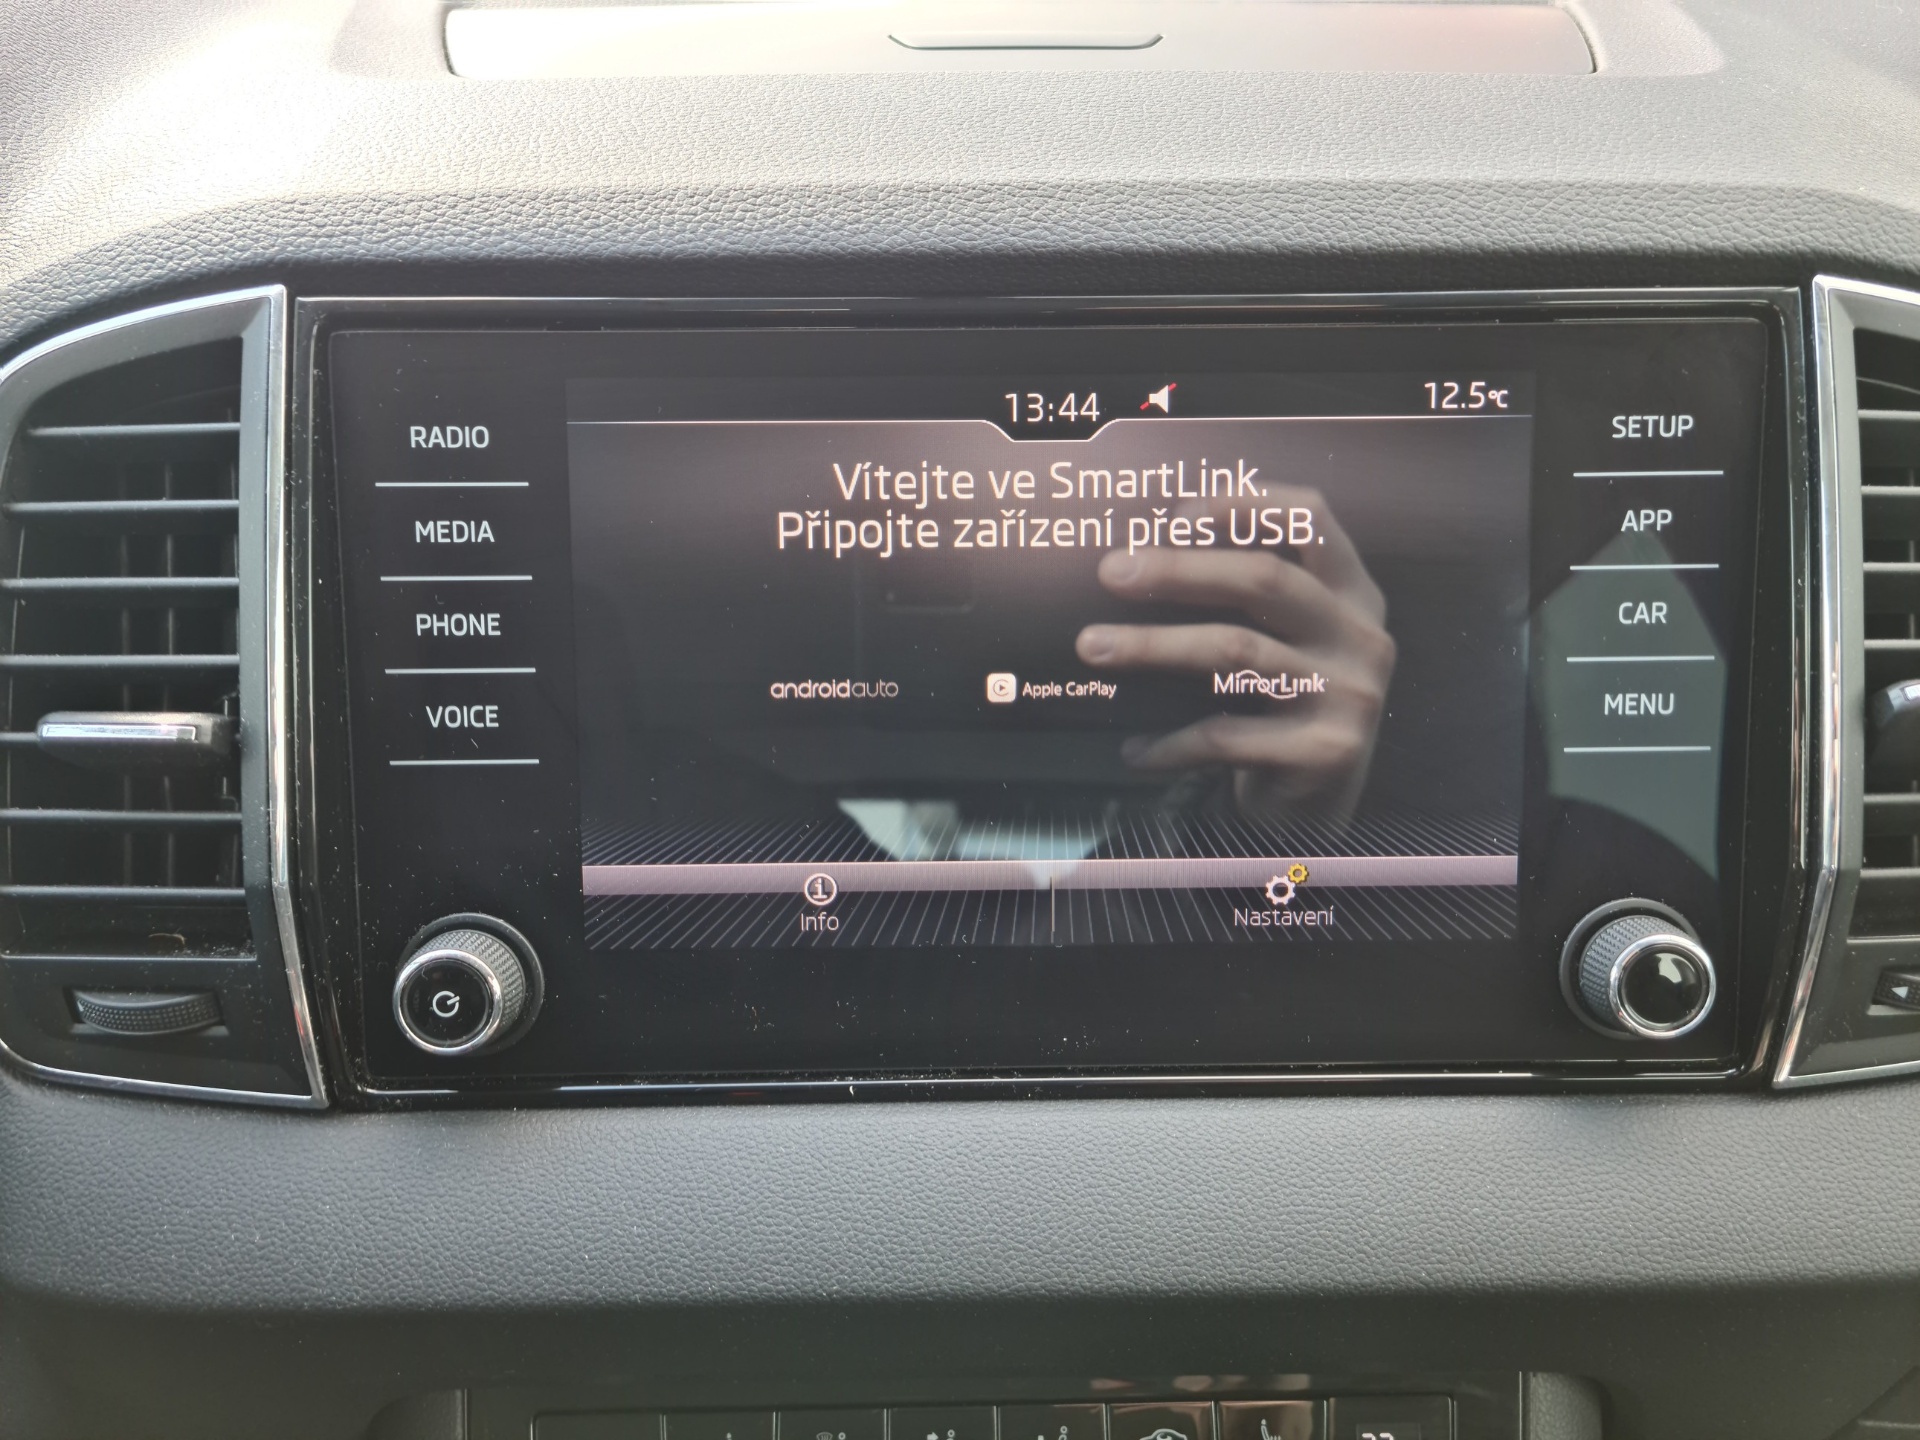 13:44
12.5°C
RADIO
MEDIA
PHONE
VOICE
Vítejte ve SmartLink.
Připojte zařízení přes USB.
androidauto
Apple CarPlay
MirrorLink
Info
Nastavení
SETUP
APP
CAR
MENU